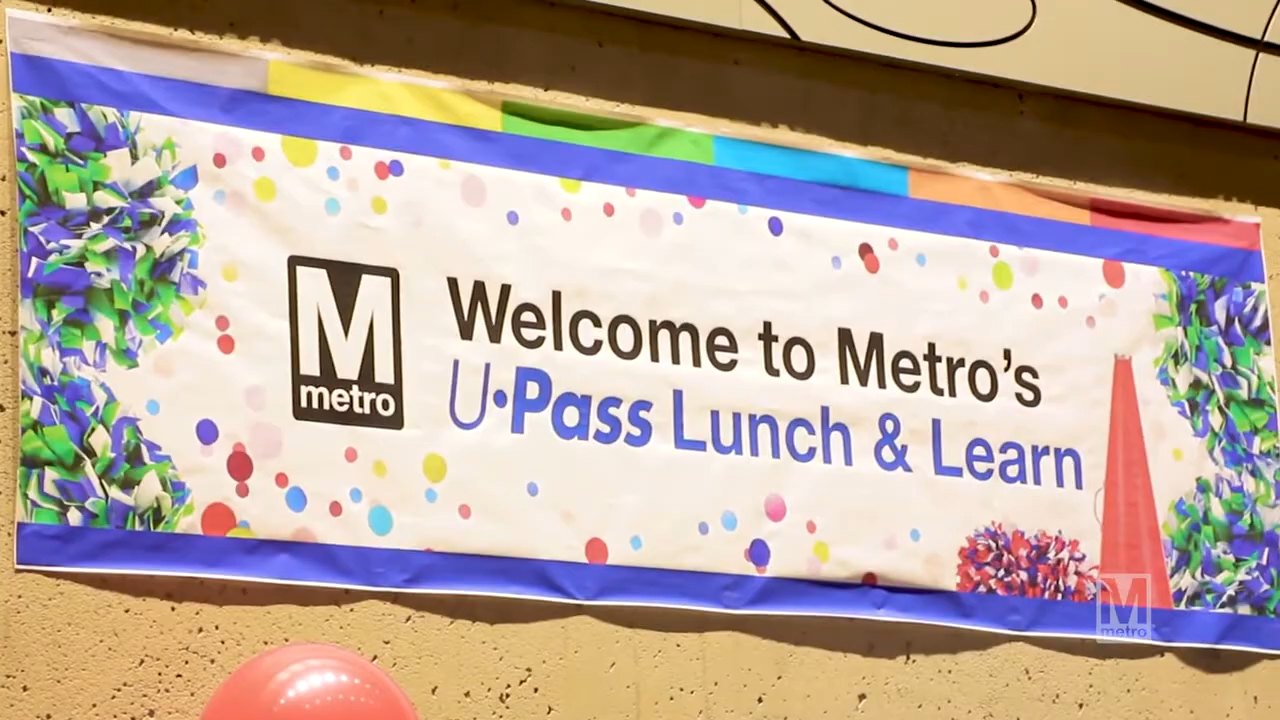 M
metro
Welcome to Metro's
U•Pass Lunch & Learn
M
metro